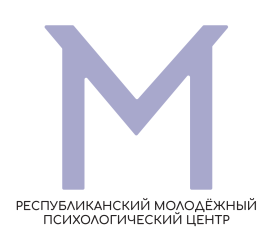 М
РЕСПУБЛИКАНСКИЙ МОЛОДЁЖНЫЙ
ПСИХОЛОГИЧЕСКИЙ ЦЕНТР